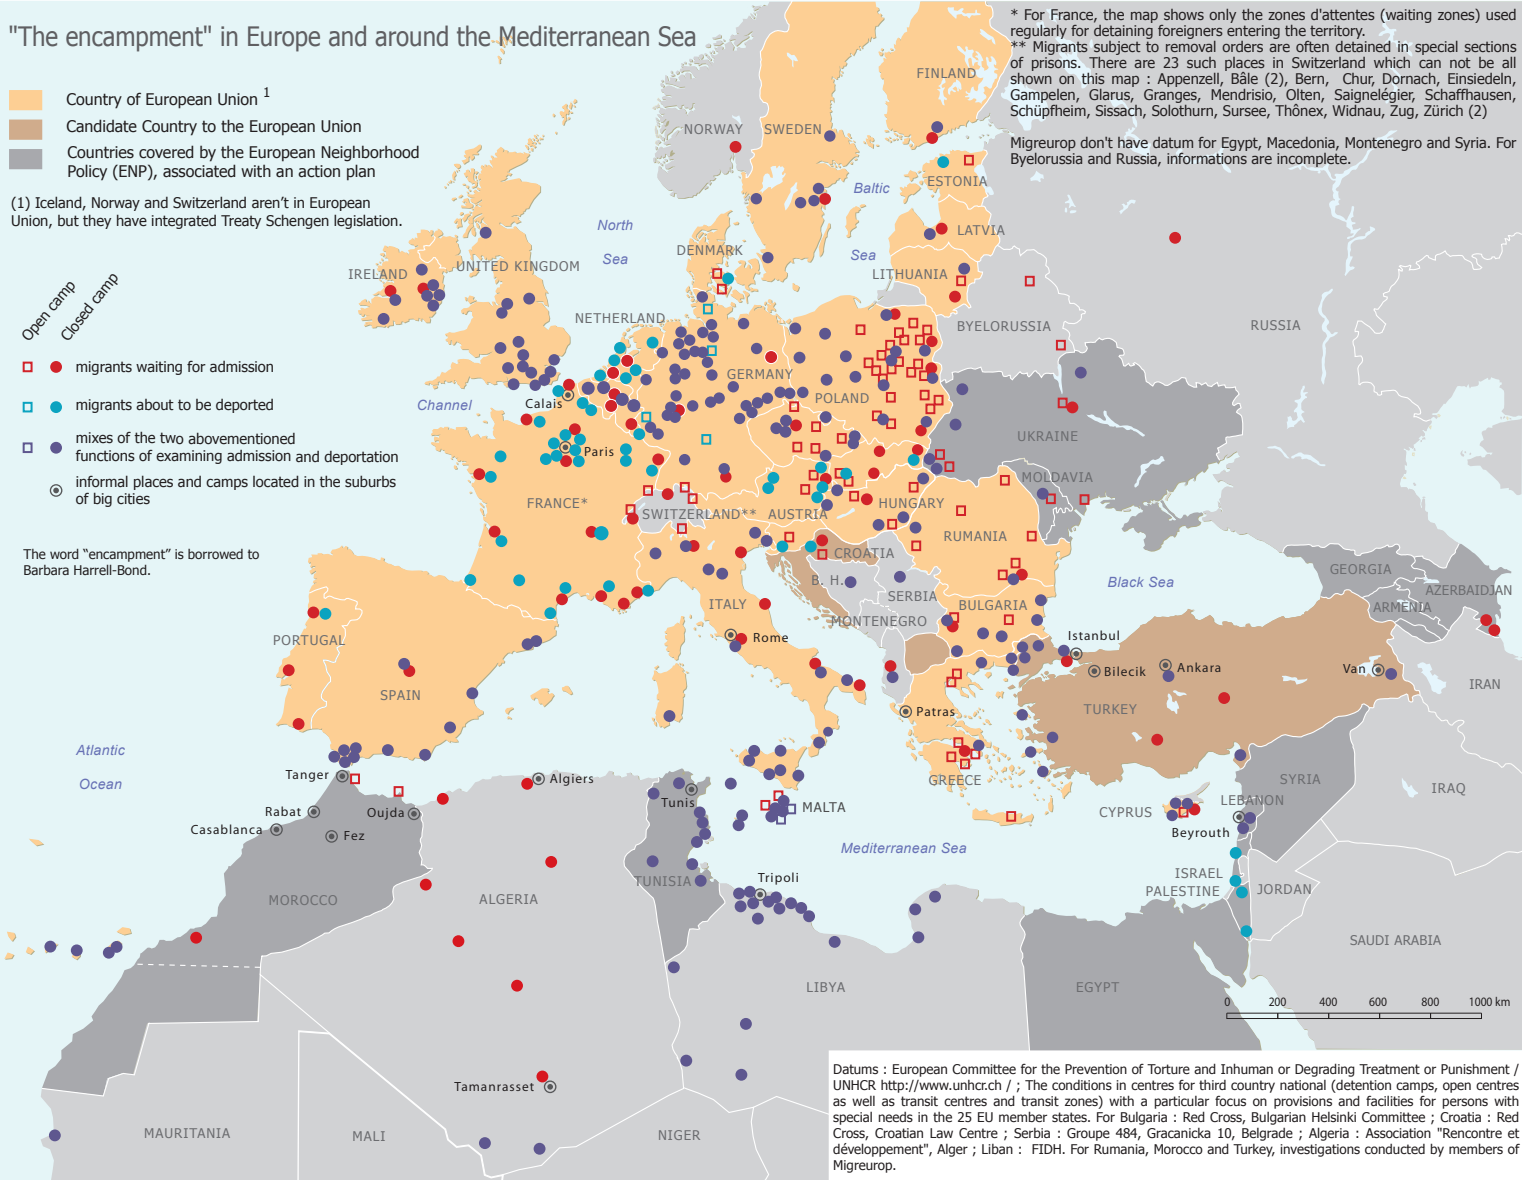 "The encampment" in Europe and around the Mediterranean Sea
Country of European Union 1
Candidate Country to the European Union
Countries covered by the European Neighborhood
Policy (ENP), associated with an action plan
(1) Iceland, Norway and Switzerland aren't in European
Union, but they have integrated Treaty Schengen legislation.
Open camp
Closed camp
migrants waiting for admission
migrants about to be deported
mixes of the two abovementioned
functions of examining admission and deportation
informal places and camps located in the suburbs
of big cities
The word "encampment" is borrowed to
Barbara Harrell-Bond.
* For France, the map shows only the zones d'attentes (waiting zones) used
regularly for detaining foreigners entering the territory.
** Migrants subject to removal orders are often detained in special sections
of prisons. There are 23 such places in Switzerland which can not be all
shown on this map : Appenzell, Bâle (2), Bern, Chur, Dornach, Einsiedeln,
Gampelen, Glarus, Granges, Mendrisio, Olten, Saignelégier, Schaffhausen,
Schüpfheim, Sissach, Solothurn, Sursee, Thônex, Widnau, Zug, Zürich (2)
Migreurop don't have datum for Egypt, Macedonia, Montenegro and Syria. For
Byelorussia and Russia, informations are incomplete.
FINLAND
NORWAY
SWEDEN
ESTONIA
Baltic
Sea
LATVIA
North
Sea
DENMARK
UNITED KINGDOM
IRELAND
LITHUANIA
NETHERLAND
BYELORUSSIA
RUSSIA
GERMANY
POLAND
Channel
Calais
Paris
UKRAINE
MOLDAVIA
FRANCE*
SWITZERLAND**
AUSTRIA
HUNGARY
RUMANIA
CROATIA
B. H.
SERBIA
MONTENEGRO
BULGARIA
Black Sea
GEORGIA
AZERBAIDJAN
ARMENIA
ITALY
Rome
PORTUGAL
SPAIN
Istanbul
Bilecik
Ankara
Van
TURKEY
IRAN
Patras
GREECE
Atlantic
Ocean
Tanger
Rabat
Casablanca
Oujda
Fez
Algiers
Tunis
MALTA
CYPRUS
SYRIA
LEBANON
Beyrouth
IRAQ
Mediterranean Sea
ISRAEL
PALESTINE
JORDAN
MOROCCO
ALGERIA
TUNISIA
Tripoli
SAUDI ARABIA
LIBYA
EGYPT
0 200 400 600 800 1000 km
Tamanrasset
MAURITANIA
MALI
NIGER
Datums : European Committee for the Prevention of Torture and Inhuman or Degrading Treatment or Punishment /
UNHCR http://www.unhcr.ch / ; The conditions in centres for third country national (detention camps, open centres
as well as transit centres and transit zones) with a particular focus on provisions and facilities for persons with
special needs in the 25 EU member states. For Bulgaria : Red Cross, Bulgarian Helsinki Committee ; Croatia : Red
Cross, Croatian Law Centre ; Serbia : Groupe 484, Gracanicka 10, Belgrade ; Algeria : Association "Rencontre et
développement", Alger ; Liban : FIDH. For Rumania, Morocco and Turkey, investigations conducted by members of
Migreurop.